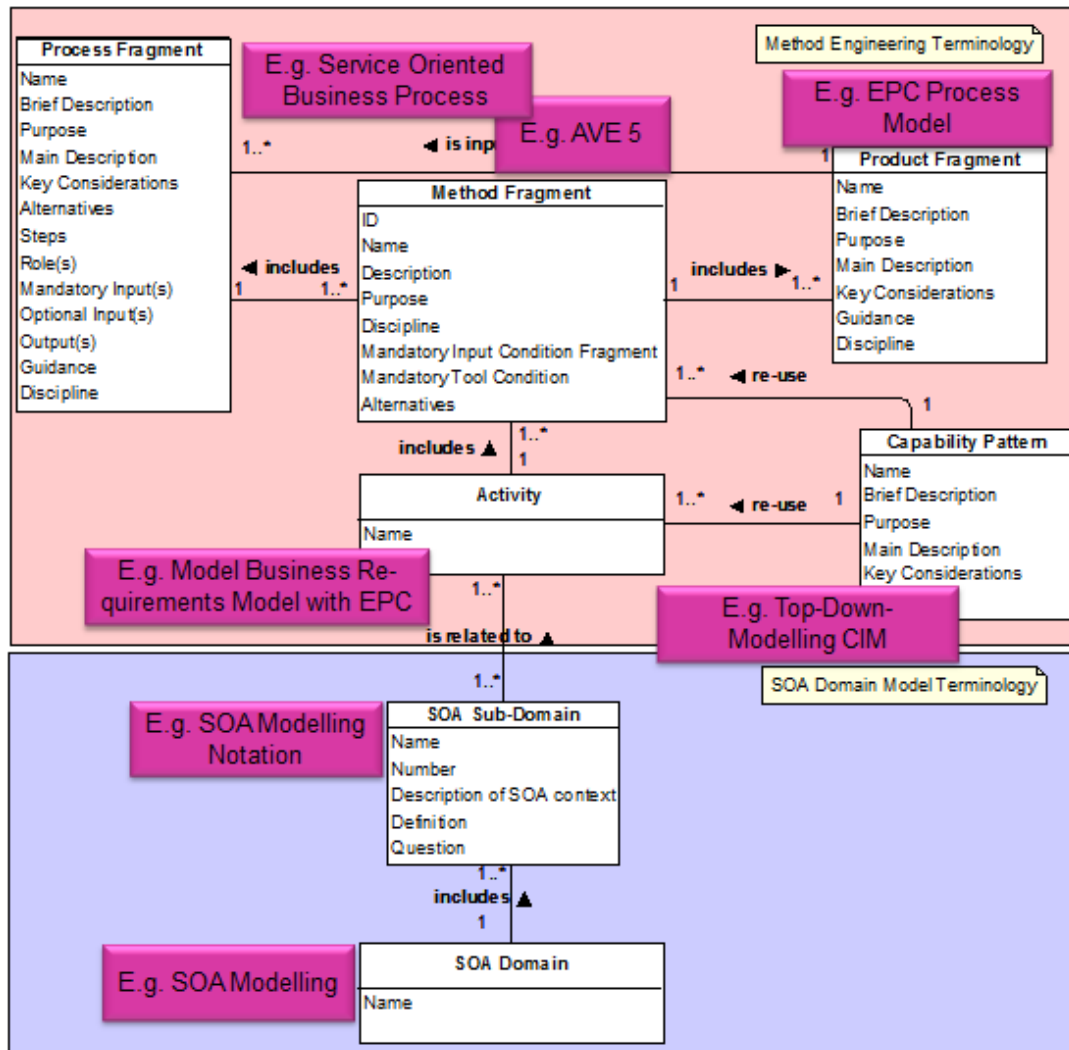 Process Fragment
Name
Brief Description
Purpose
Main Description
Key Considerations
Alternatives
Steps
Role(s)
Mandatory Input(s)
Optional Input(s)
Output(s)
Guidance
Discipline
E.g. Service Oriented
Business Process
Method Engineering Terminology
E.g. AVE 5
E.g. EPC Process
Model
1..*
◄ is inp
1
Product Fragment
Name
Brief Description
Purpose
Main Description
Key Considerations
Guidance
Discipline
Method Fragment
ID
Name
Description
Purpose
Discipline
Mandatory Input Condition Fragment
Mandatory Tool Condition
Alternatives
◄ includes
1
1..*
includes ►
1
1..*
1..*
◄ re-use
1
Capability Pattern
Name
Brief Description
Purpose
Main Description
Key Considerations
includes ▲
1..*
1
Activity
Name
1..*
◄ re-use
1
E.g. Model Business Re-
quirements Model with EPC
E.g. Top-Down-
Modelling CIM
1..*
is related to ▲
1..*
SOA Domain Model Terminology
E.g. SOA Modelling
Notation
SOA Sub-Domain
Name
Number
Description of SOA context
Definition
Question
1..*
includes ▲
1
E.g. SOA Modelling
SOA Domain
Name